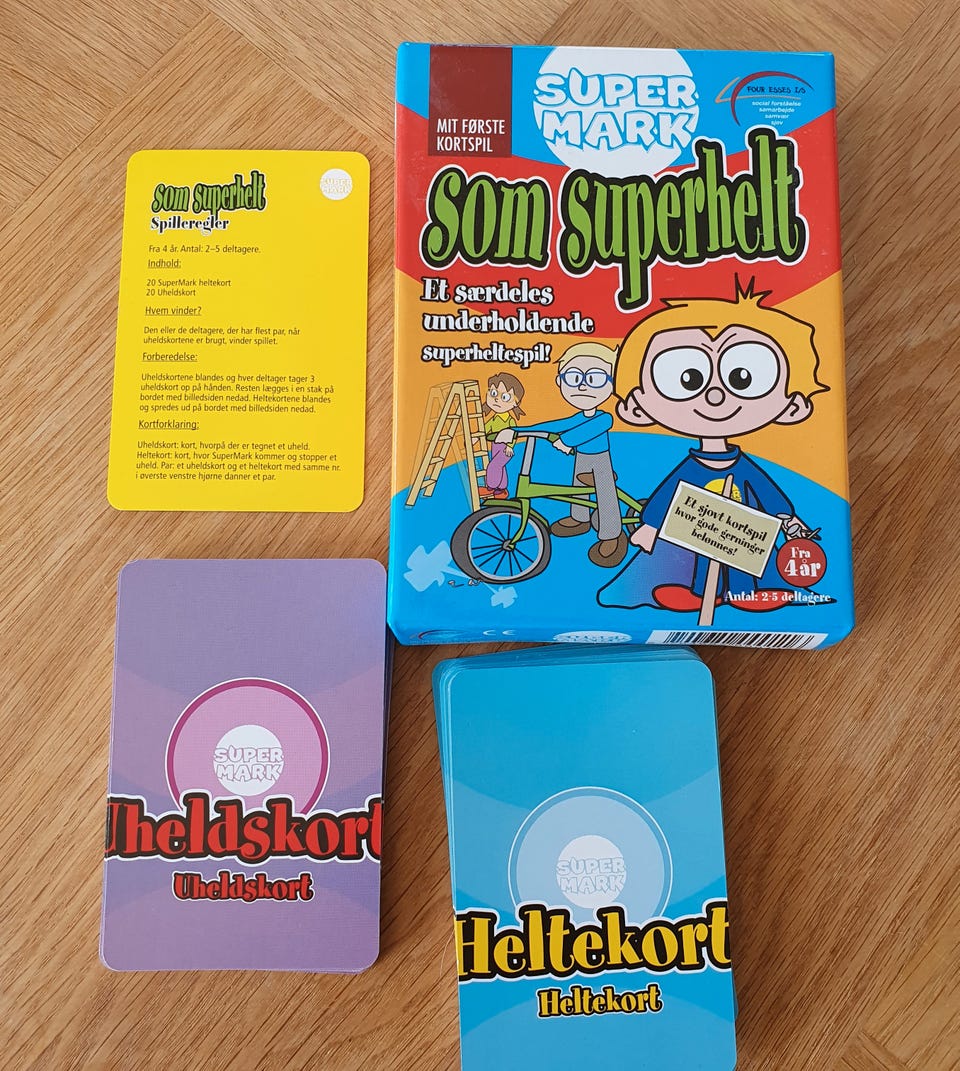 som superhelt
SUPER
MARK
Spilleregler
Fra 4 år. Antal: 2–5 deltagere.
Indhold:
20 SuperMark heltekort
20 Uheldskort
Hvem vinder?
Den eller de deltagere, der har flest par, når
uheldskortene er brugt, vinder spillet.
Forberedelse:
Uheldskortene blandes og hver deltager tager 3
uheldskort op på hånden. Resten lægges i en stak på
bordet med billedsiden nedad. Heltekortene blandes
og spredes ud på bordet med billedsiden nedad.
Kortforklaring:
Uheldskort: kort, hvorpå der er tegnet et uheld.
Heltekort: kort, hvor SuperMark kommer og stopper et
uheld. Par: et uheldskort og et heltekort med samme nr.
i øverste venstre hjørne danner et par.
MIT FØRSTE
KORTSPIL
SUPER
MARK
4
FOUR ESSES I/S
social forståelse
samarbejde
samvær
sjov
som superhelt
Et særdeles
underholdende
superheltespil!
Et sjovt kortspil
hvor gode gerninger
belønnes!
Fra
4 år
Antal: 2-5 deltagere
CE
SUPER
MARK
Uheldskort
Uheldskort
SUPER
MARK
Heltekort
Heltekort